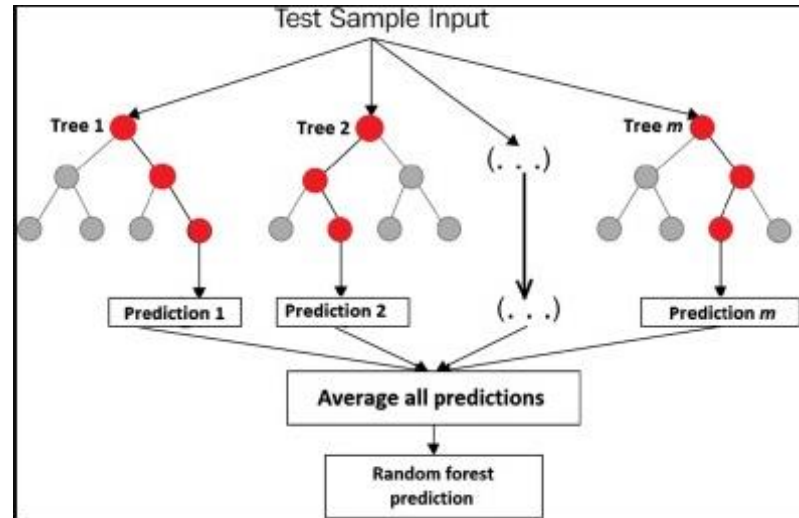 Test Sample Input
Tree 1
Tree 2
Tree m
(. . .)
Prediction 1
Prediction 2
(. . .)
Prediction m
Average all predictions
Random forest
prediction